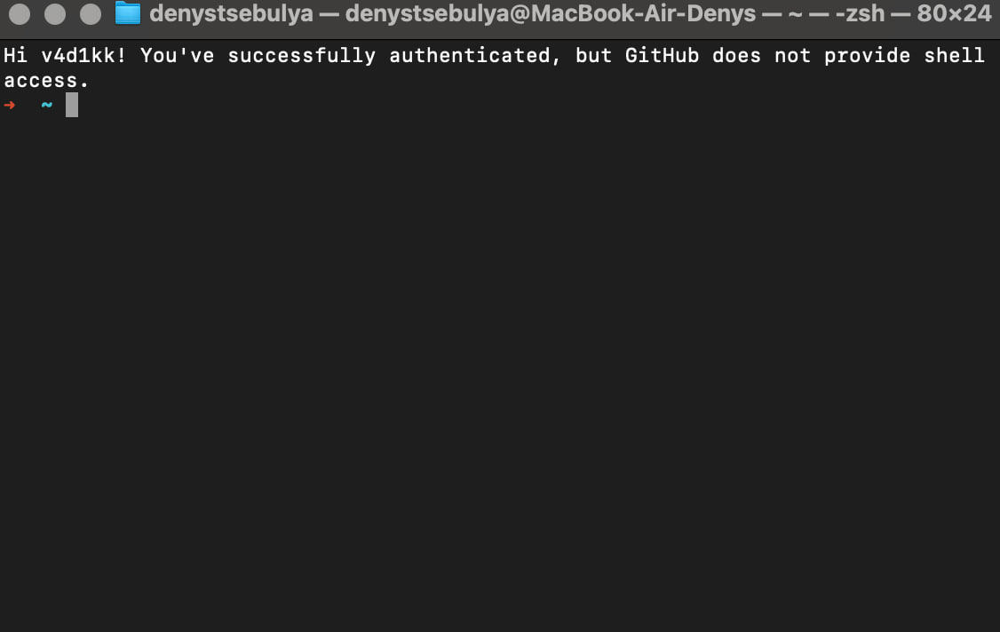 denystsebulya — denystsebulya@MacBook-Air-Denys — ~ — -zsh — 80×24
Hi v4d1kk! You've successfully authenticated, but GitHub does not provide shell
access.
➜  ~